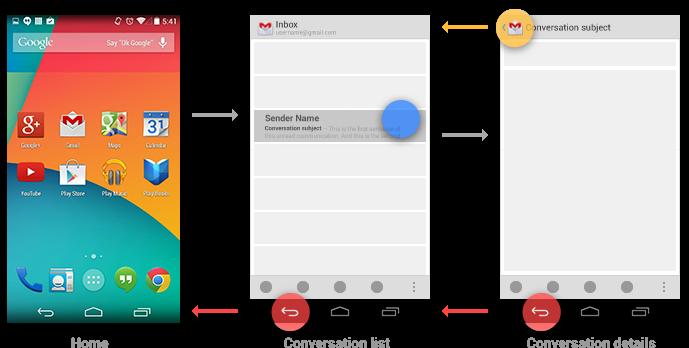 5:41
Google
Say "Ok Google"
Google+
Gmail
Maps
Calendar
31
YouTube
Play Store
Play Music
Play Books
Home
Inbox
username@gmail.com
Sender Name
Conversation subject – This is the first sentence of
this unread communication. And this is the second
Conversation list
Conversation subject
Conversation details